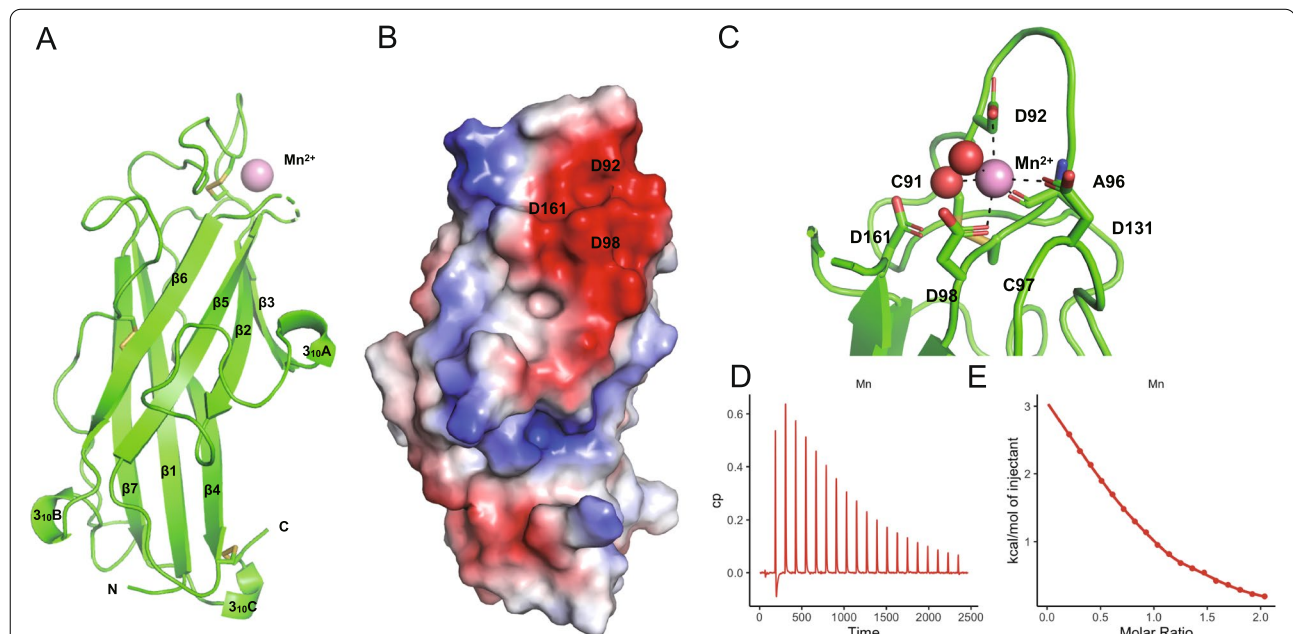 A
Mn²⁺
β6
β5
β3
β2
3₁₀A
β1
β7
β4
3₁₀B
C
N
3₁₀C
B
D92
D161
D98
C
D92
Mn²⁺
C91
A96
D131
D161
D98
C97
D
Mn
cp
0.6
0.4
0.2
0.0
0
500
1000
1500
2000
2500
Time
E
Mn
kcal/mol of injectant
3
2
1
0.0
0.5
1.0
1.5
2.0
Molar Ratio